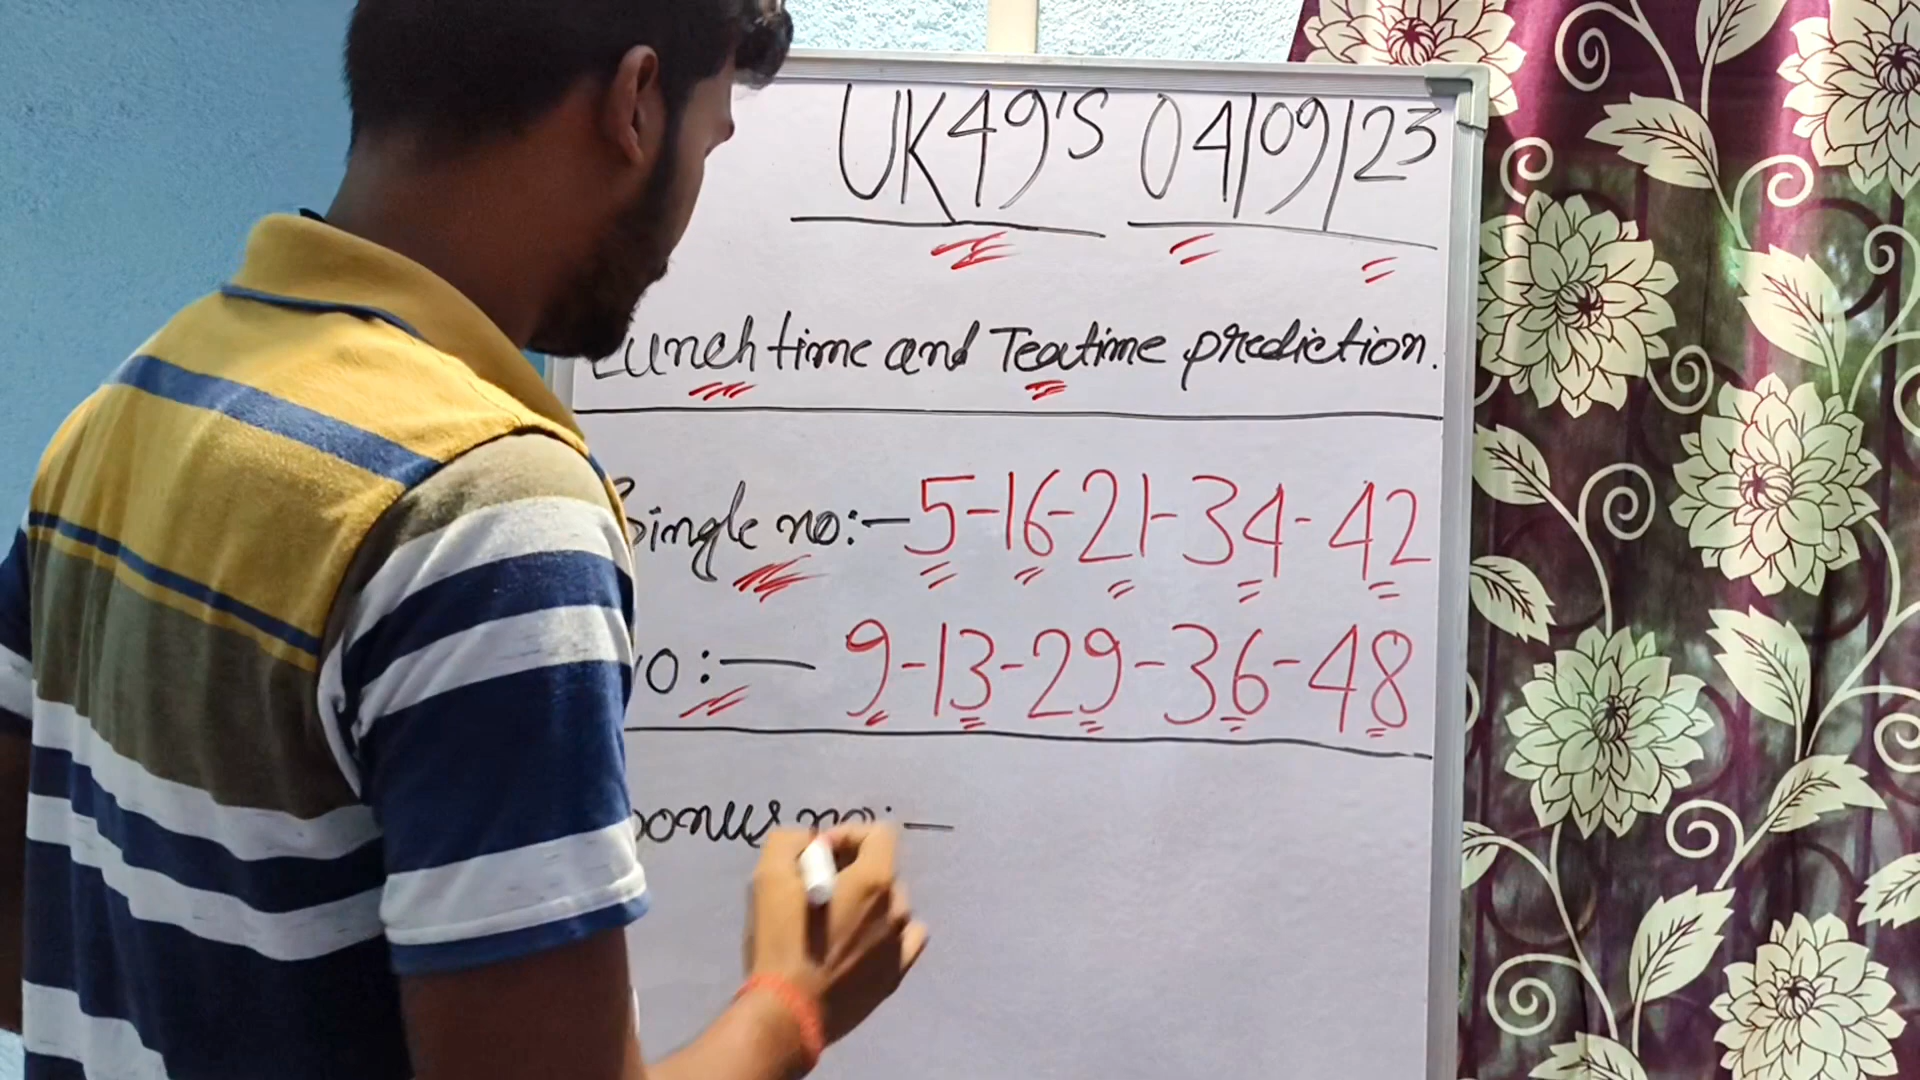 UK49's 04/09/23
Lunch time and Teatime prediction.
Single no:- 5-16-21-34-42
no:- 9-13-29-36-48
bonus no:-